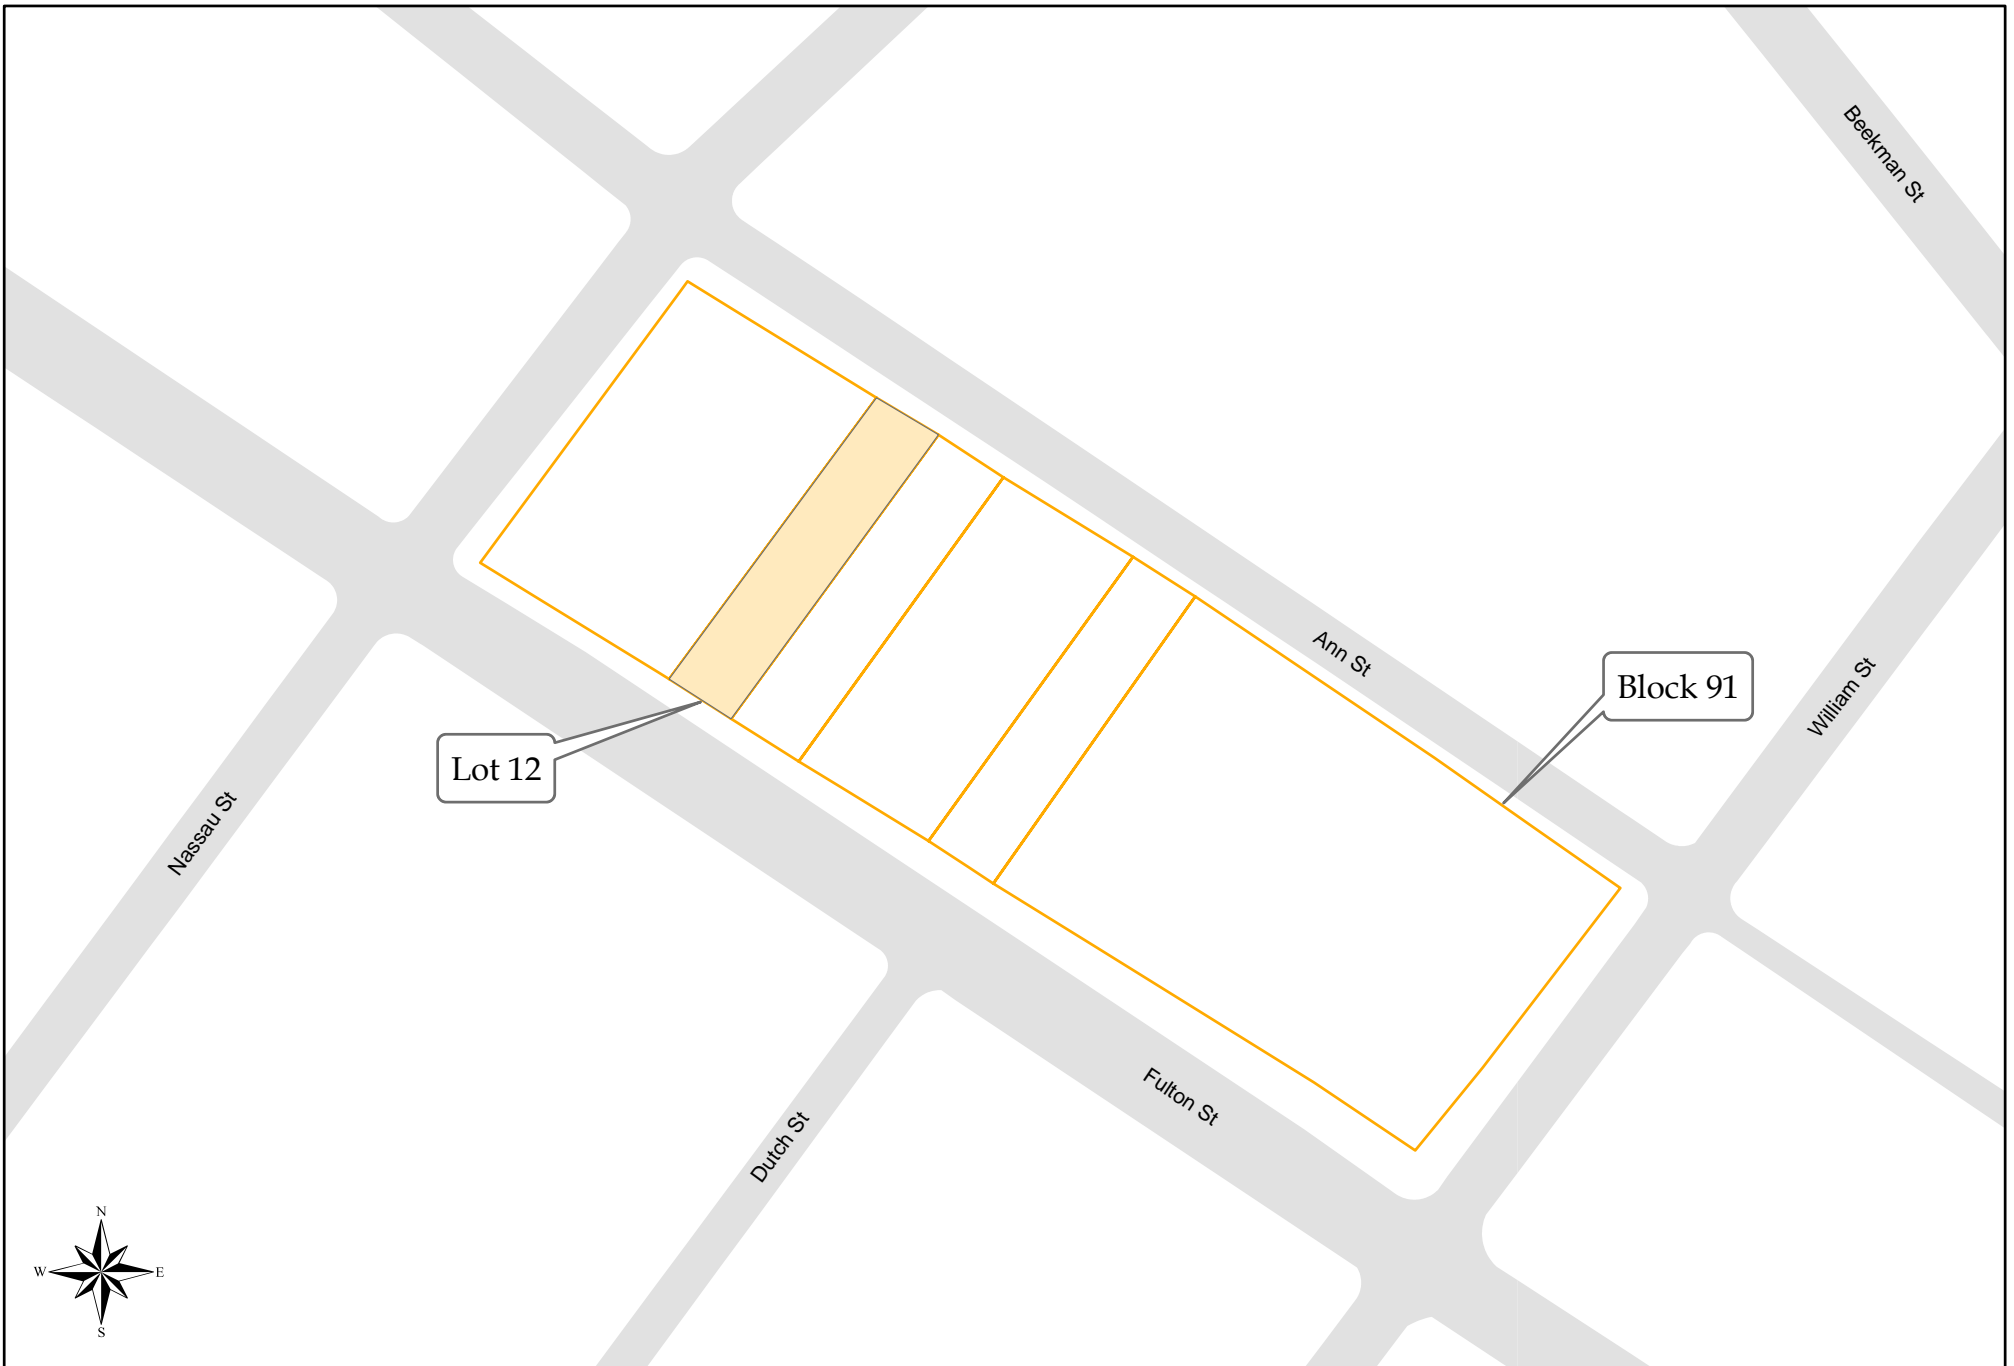 Beekman St
Ann St
Block 91
William St
Lot 12
Nassau St
Fulton St
Dutch St
N
W E
S